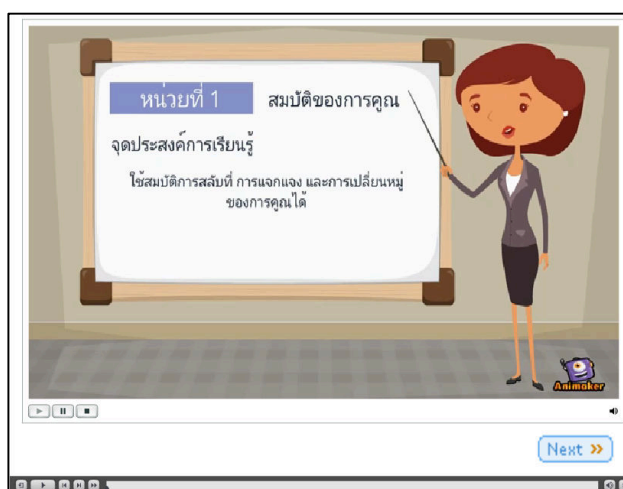 หน่วยที่ 1 สมบัติของการคูณ
จุดประสงค์การเรียนรู้
ใช้สมบัติการสลับที่ การแจกแจง และการเปลี่ยนหมู่
ของการคูณได้
Animaker
Next »